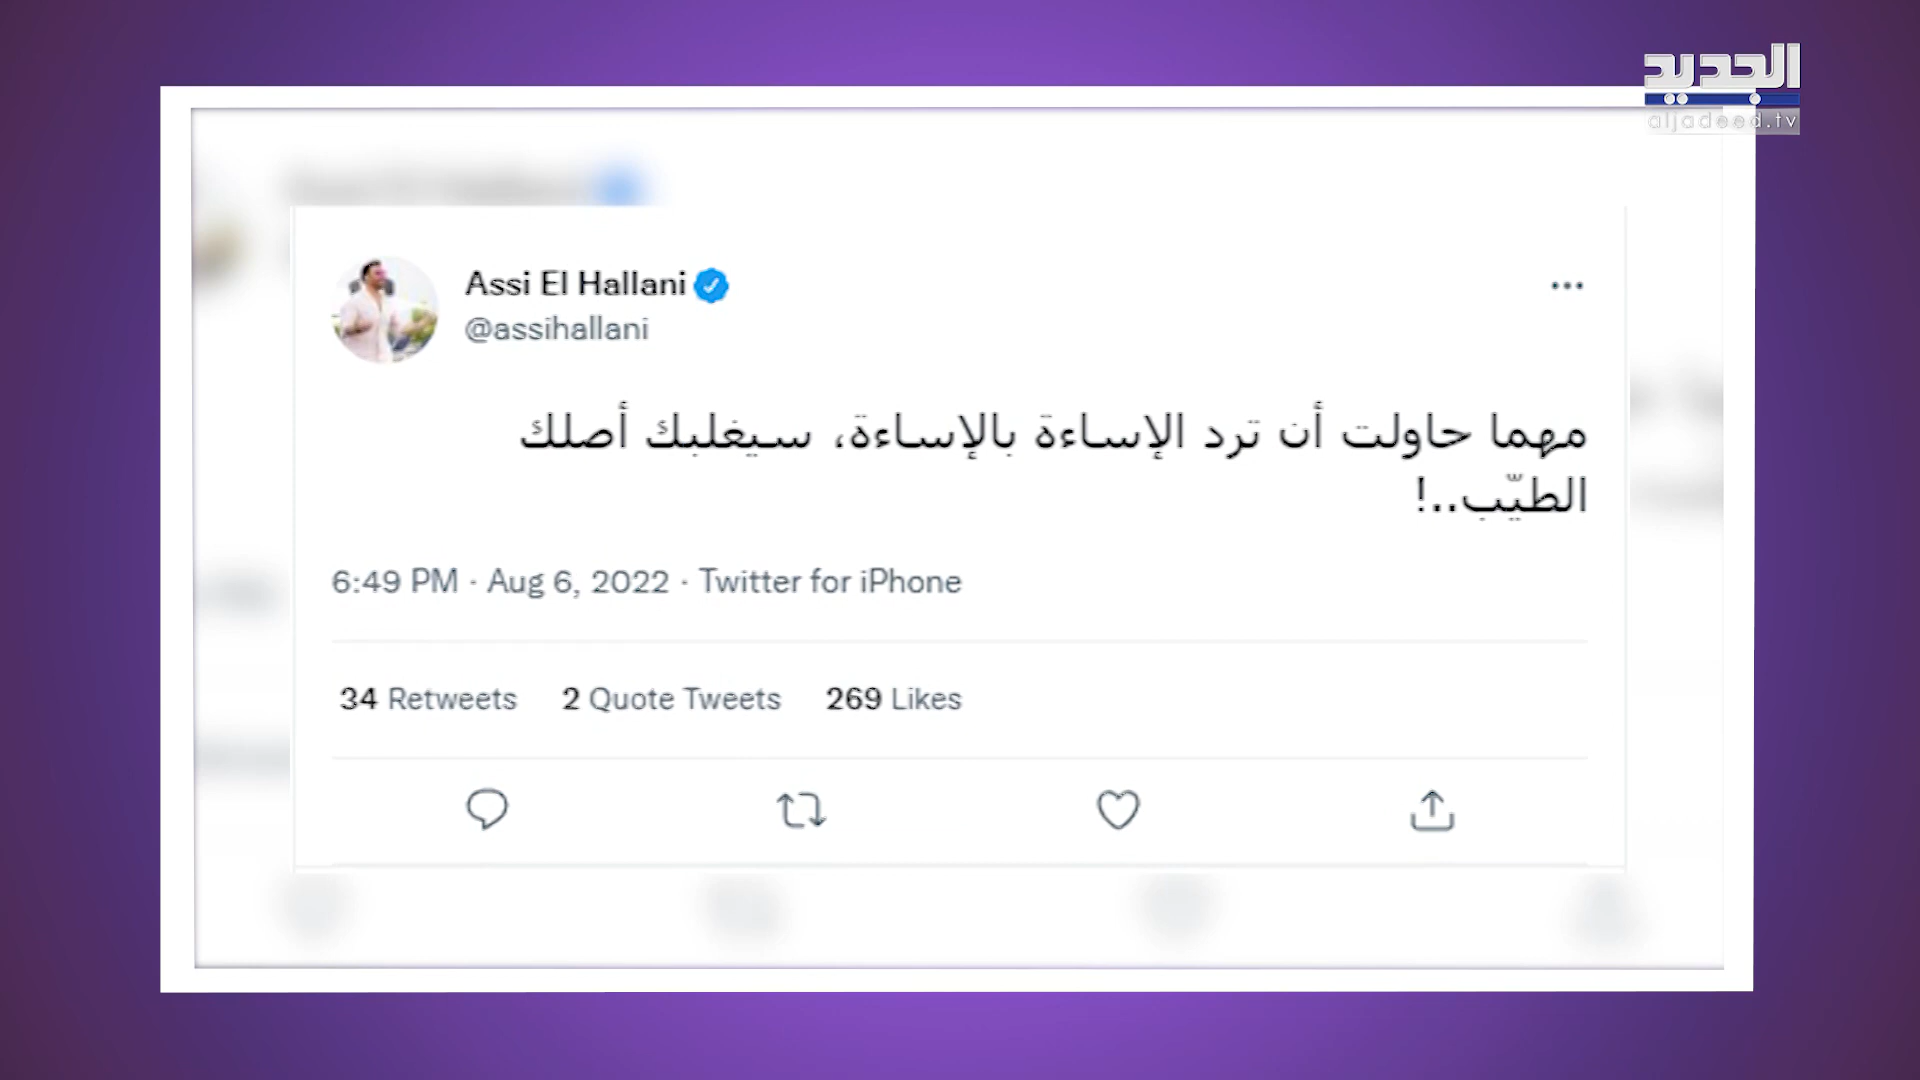 الجديد
aljadeed.tv
Assi El Hallani
@assihallani
مهما حاولت أن ترد الإساءة بالإساءة، سيغلبك أصلك
الطيّب..!
6:49 PM · Aug 6, 2022 · Twitter for iPhone
34 Retweets 2 Quote Tweets 269 Likes